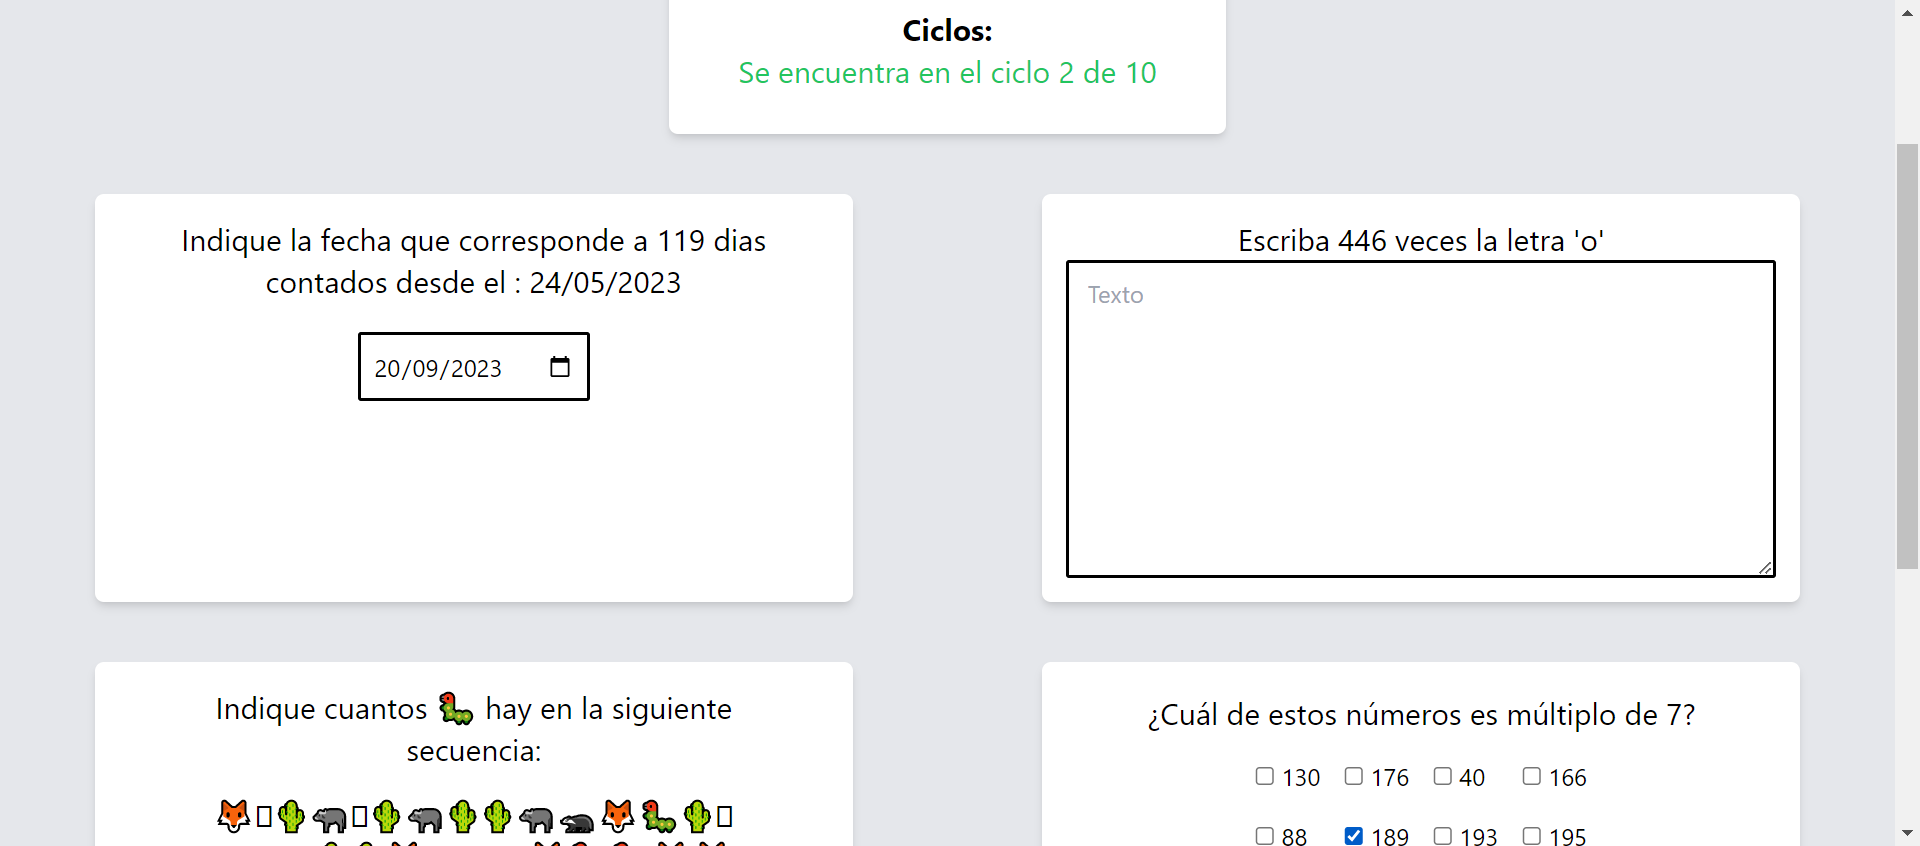 Ciclos:
Se encuentra en el ciclo 2 de 10
Indique la fecha que corresponde a 119 dias
contados desde el : 24/05/2023
20/09/2023
Escriba 446 veces la letra 'o'
Texto
Indique cuantos 🐛 hay en la siguiente
secuencia:
¿Cuál de estos números es múltiplo de 7?
130 176 40 166
88 189 193 195